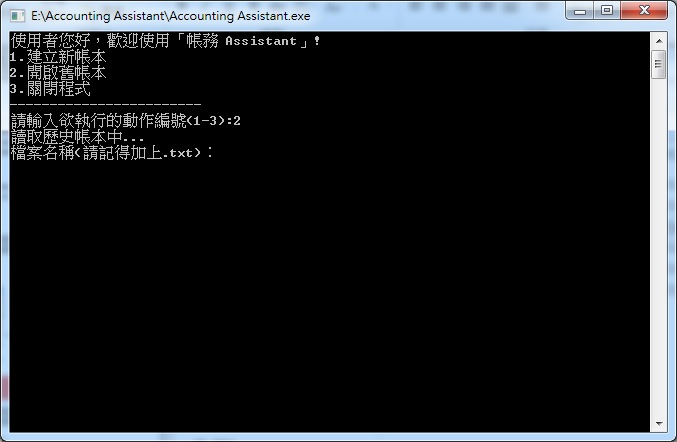 E:\Accounting Assistant\Accounting Assistant.exe
使用者您好，歡迎使用「帳務 Assistant」!
1.建立新帳本
2.開啟舊帳本
3.關閉程式
------------------------
請輸入欲執行的動作編號(1-3):2
讀取歷史帳本中...
檔案名稱(請記得加上.txt)：